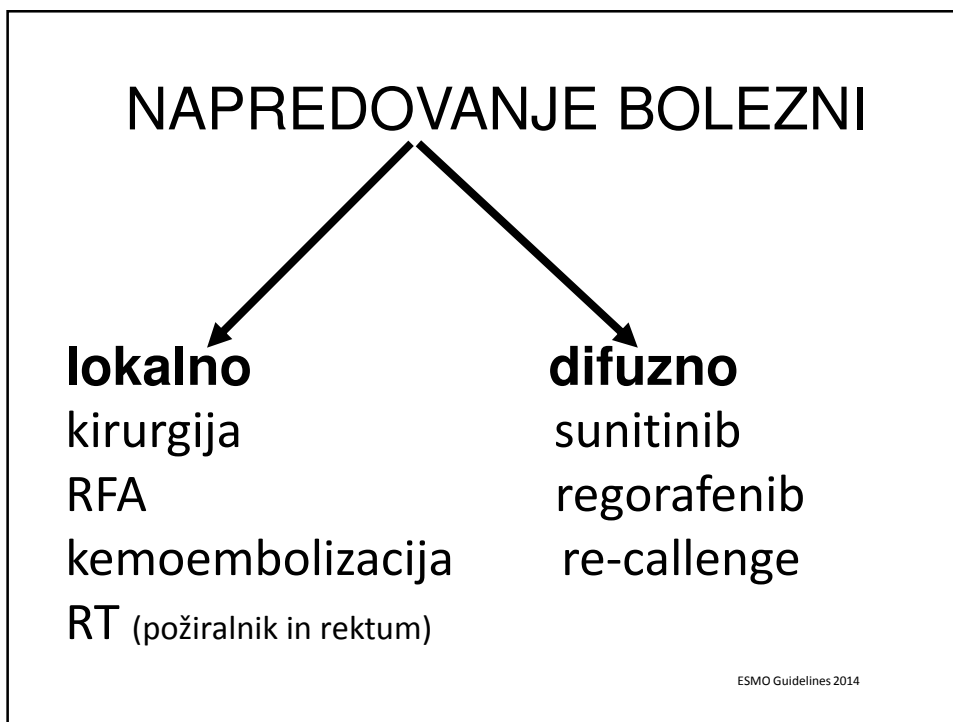 NAPREDOVANJE BOLEZNI
lokalno
kirurgija
RFA
kemoembolizacija
RT (požiralnik in rektum)
difuzno
sunitinib
regorafenib
re-callenge
ESMO Guidelines 2014